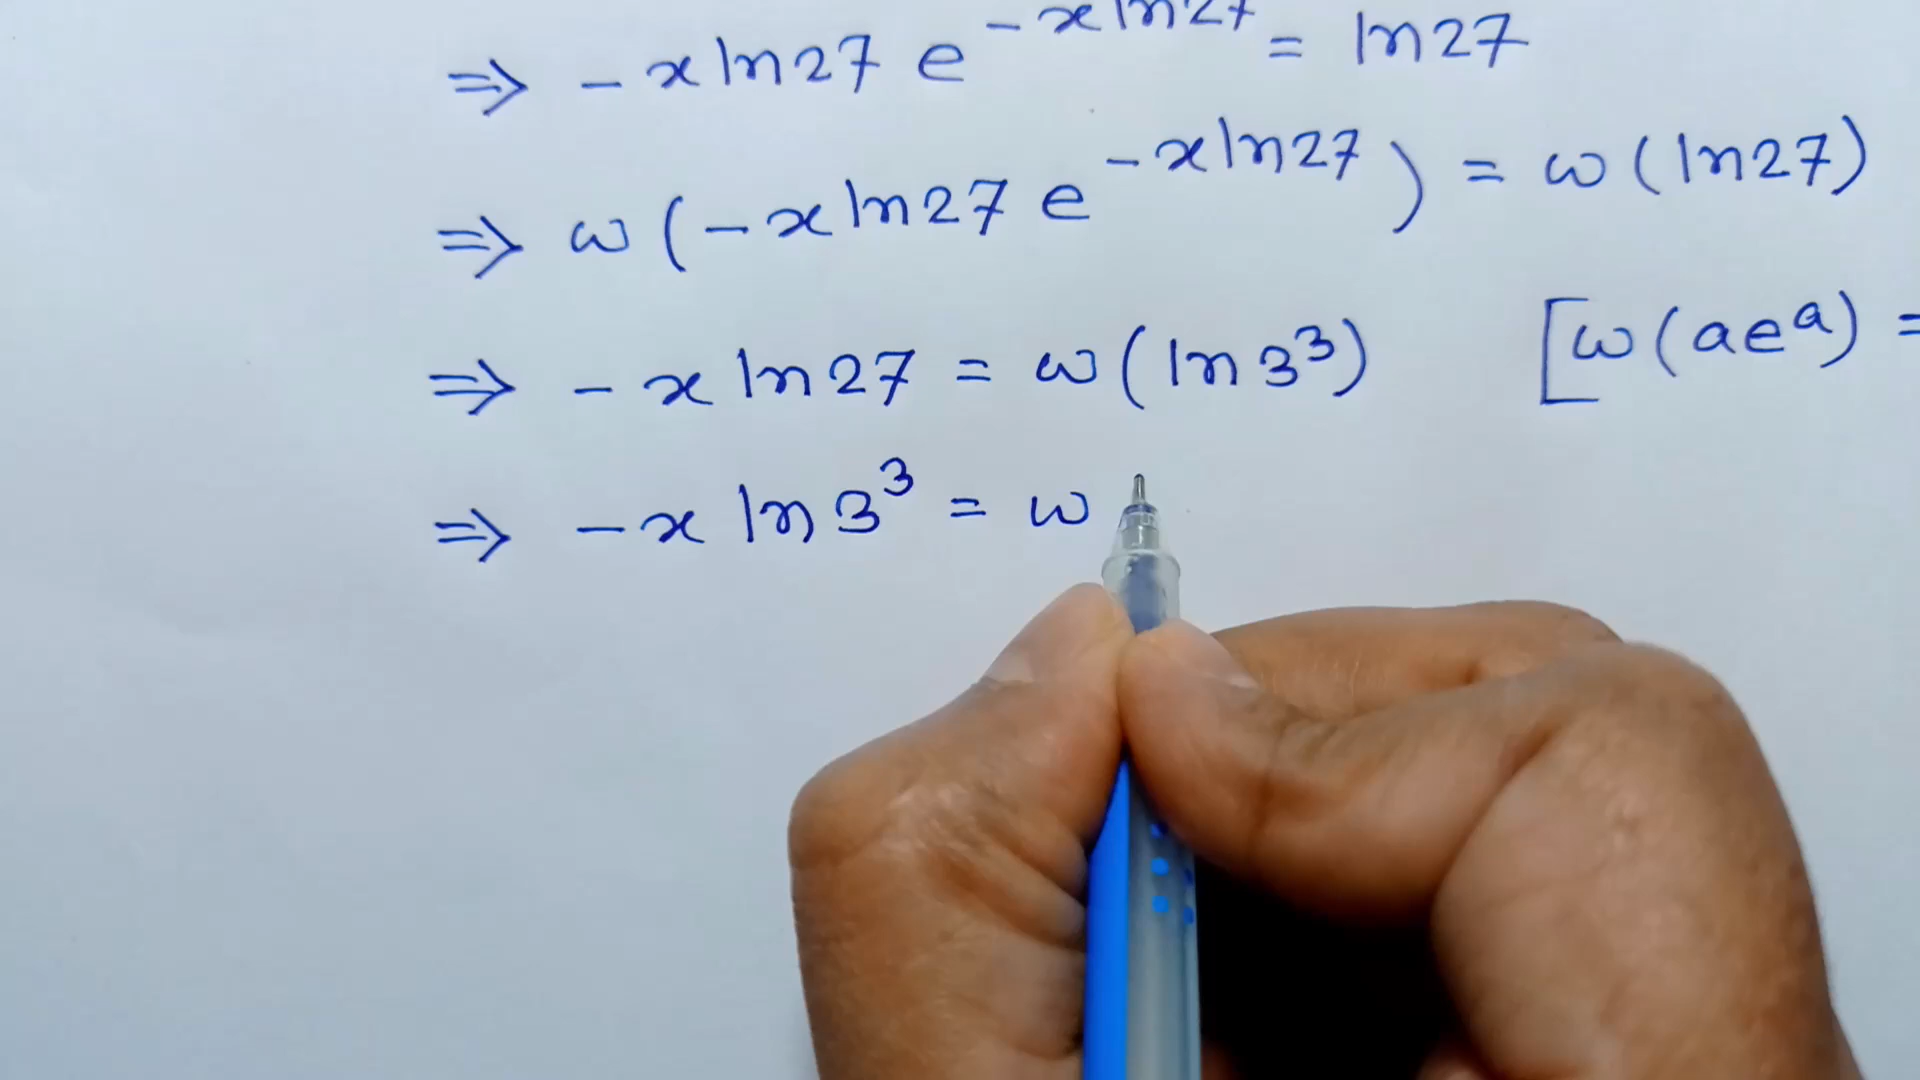 ⇒ -x ln27 e^{-x ln27} = ln27
⇒ w(-x ln27 e^{-x ln27}) = w(ln27)
⇒ -x ln27 = w(ln3³) [w(ae^a) =
⇒ -x ln3³ = w